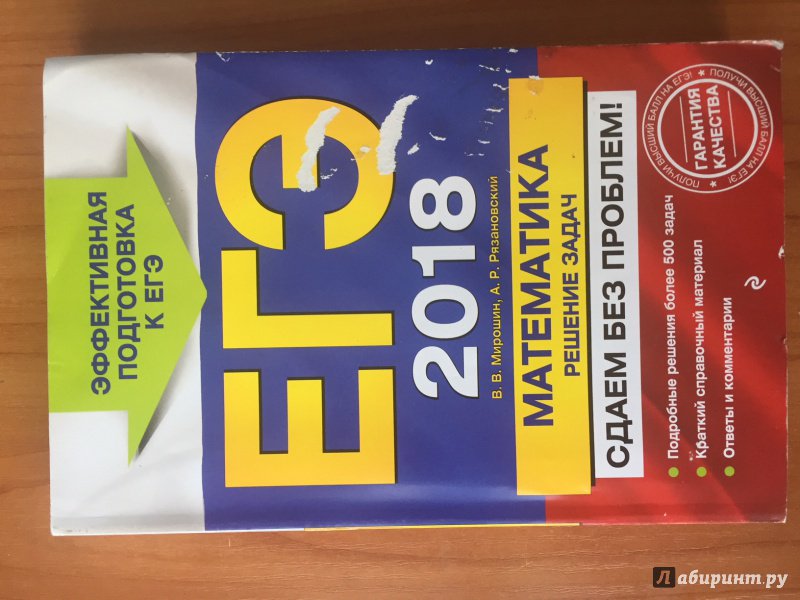 ЭФФЕКТИВНАЯ
ПОДГОТОВКА
К ЕГЭ
ЕГЭ
2018
В. В. Мирошин, А. Р. Рязановский
МАТЕМАТИКА
РЕШЕНИЕ ЗАДАЧ
СДАЕМ БЕЗ ПРОБЛЕМ!
ПОЛУЧИ ВЫСШИЙ БАЛЛ НА ЕГЭ!
ГАРАНТИЯ
КАЧЕСТВА
ПОЛУЧИ ВЫСШИЙ БАЛЛ НА ЕГЭ!
Подробные решения более 500 задач
Краткий справочный материал
Ответы и комментарии
Лабиринт.ру